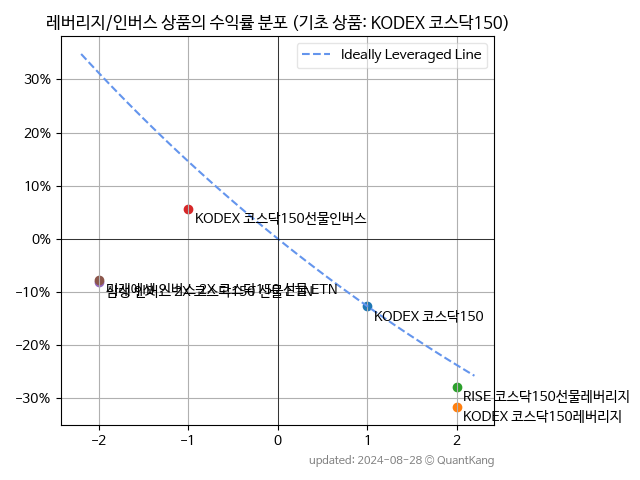 레버리지/인버스 상품의 수익률 분포 (기초 상품: KODEX 코스닥150)
Ideally Leveraged Line
30%
20%
10%
KODEX 코스닥150선물인버스
0%
−10%
KODEX 코스닥150
−20%
RISE 코스닥150선물레버리지
−30%
KODEX 코스닥150레버리지
−2 −1 0 1 2
updated: 2024-08-28 © QuantKang